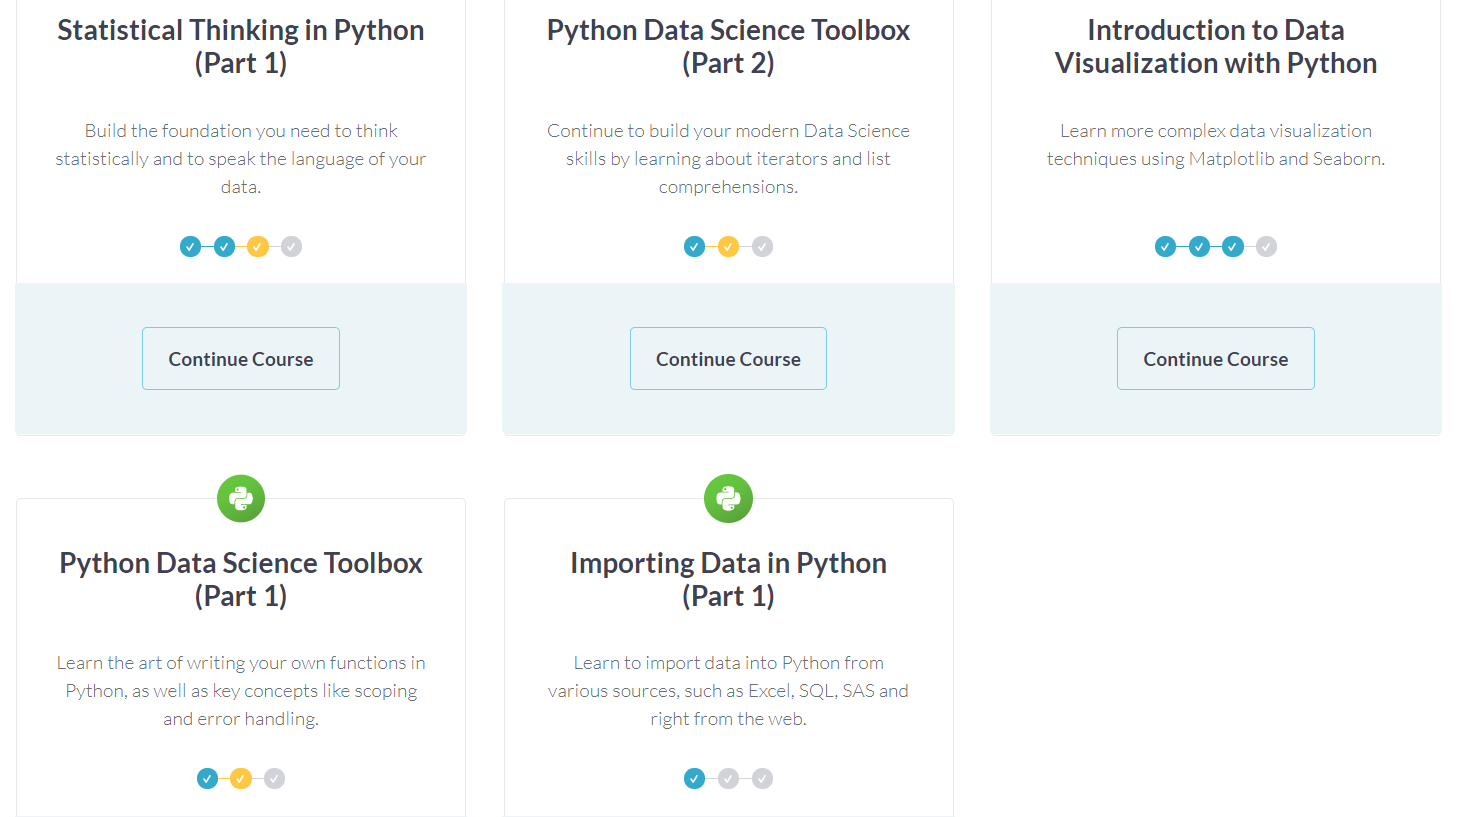 Statistical Thinking in Python
(Part 1)
Build the foundation you need to think
statistically and to speak the language of your
data.
Continue Course
Python Data Science Toolbox
(Part 2)
Continue to build your modern Data Science
skills by learning about iterators and list
comprehensions.
Continue Course
Introduction to Data
Visualization with Python
Learn more complex data visualization
techniques using Matplotlib and Seaborn.
Continue Course
Python Data Science Toolbox
(Part 1)
Learn the art of writing your own functions in
Python, as well as key concepts like scoping
and error handling.
Importing Data in Python
(Part 1)
Learn to import data into Python from
various sources, such as Excel, SQL, SAS and
right from the web.